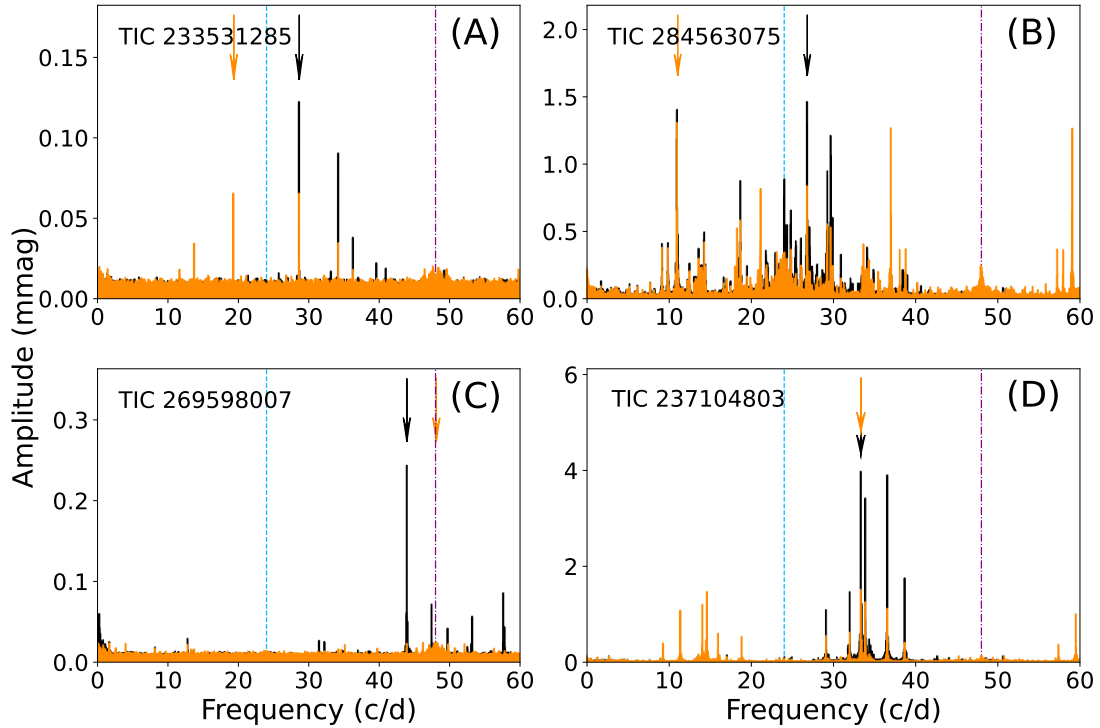 TIC 233531285
(A)
0.15
0.10
0.05
0.00
0 10 20 30 40 50 60
TIC 284563075
(B)
2.0
1.5
1.0
0.5
0.0
0 10 20 30 40 50 60
Amplitude (mmag)
TIC 269598007
(C)
0.3
0.2
0.1
0.0
0 10 20 30 40 50 60
Frequency (c/d)
TIC 237104803
(D)
6
4
2
0
0 10 20 30 40 50 60
Frequency (c/d)